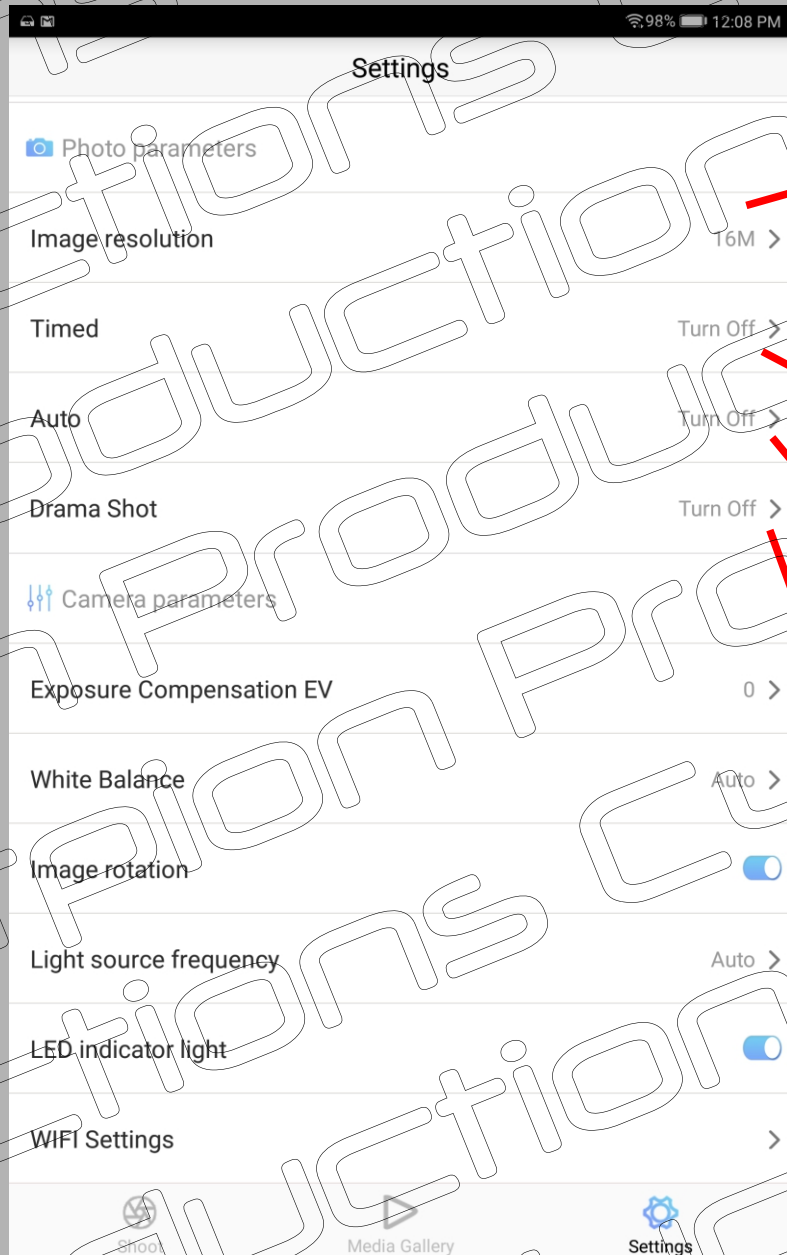 98% 12:08 PM
Settings
Photo parameters
Image resolution 16M
Timed Turn Off
Auto Turn Off
Drama Shot Turn Off
Camera parameters
Exposure Compensation EV 0
White Balance Auto
Image rotation
Light source frequency Auto
LED indicator light
WIFI Settings
Shoot Media Gallery Settings